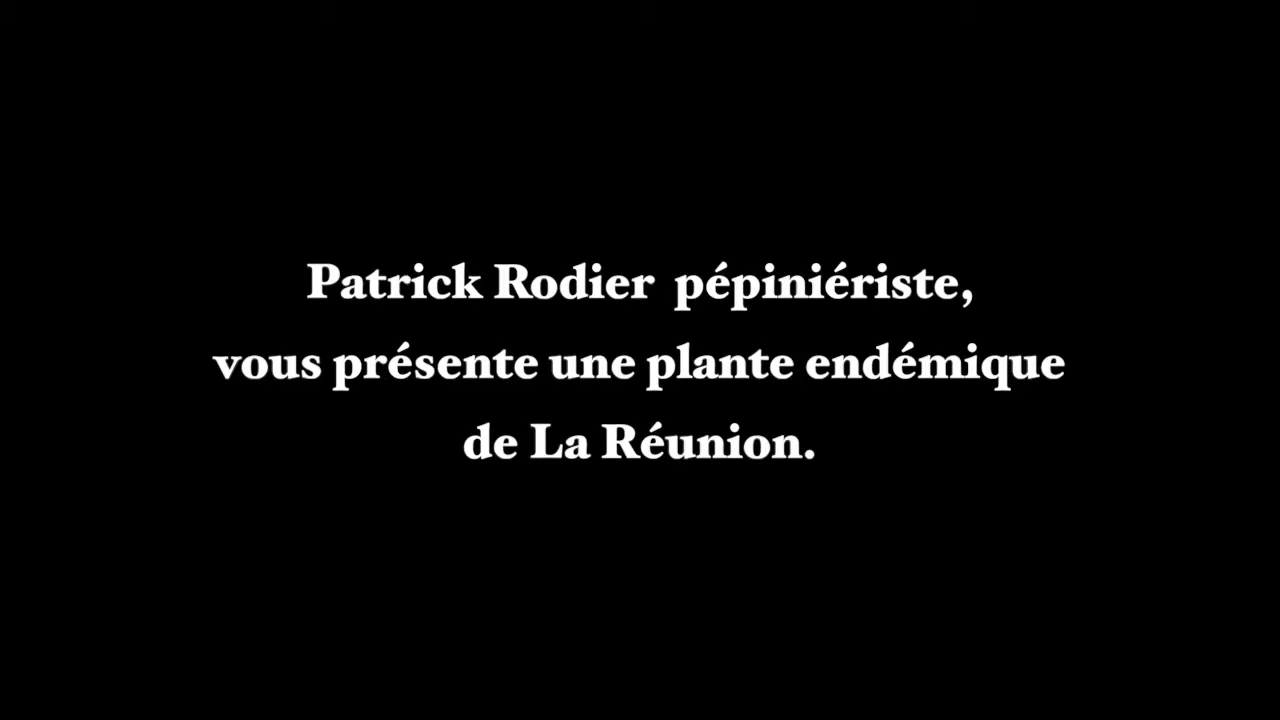 Patrick Rodier  pépiniériste,
vous présente une plante endémique
de La Réunion.